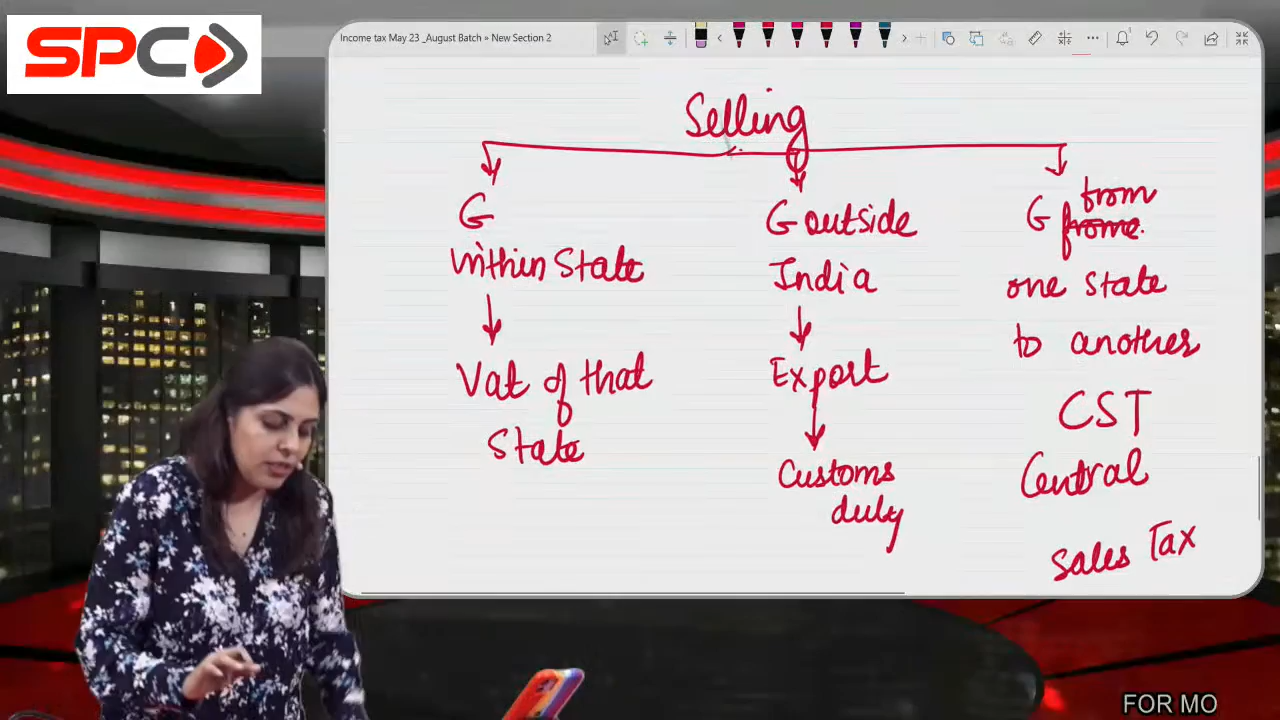 SPC
Income tax May 23 _August Batch » New Section 2
Selling
G
within State
Vat of that
State
G outside
India
Export
Customs
duty
G from
frome
one state
to another
CST
Central
Sales Tax
FOR MO